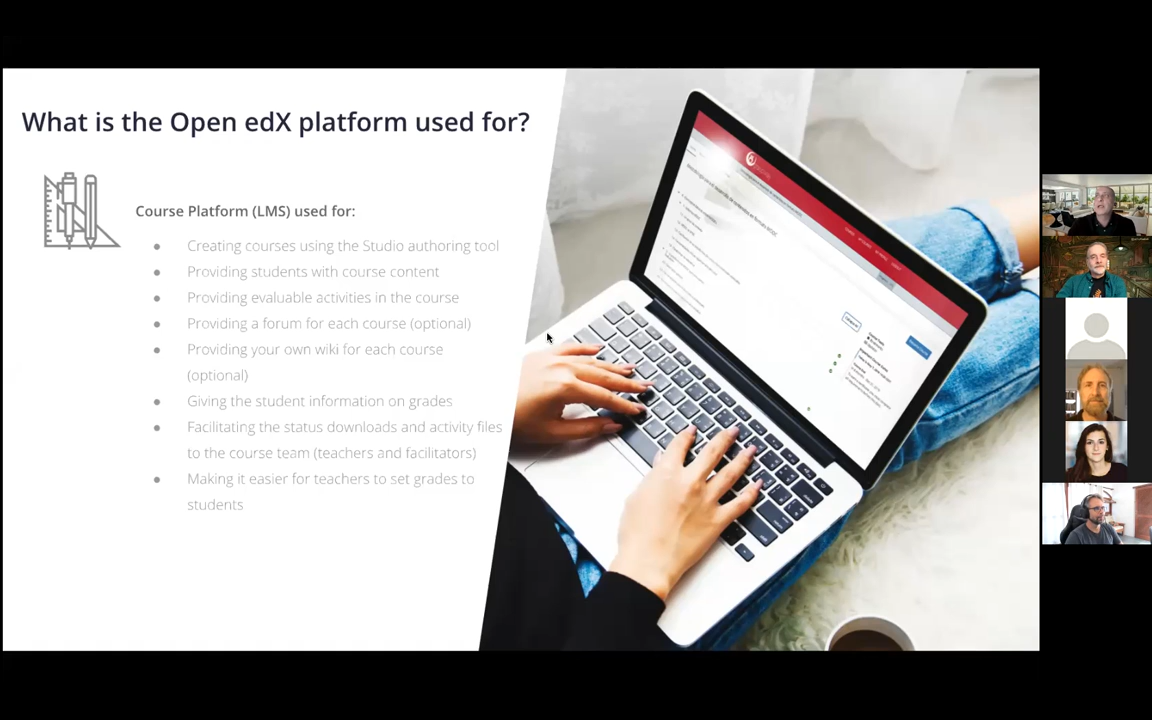 What is the Open edX platform used for?
Course Platform (LMS) used for:
● Creating courses using the Studio authoring tool
● Providing students with course content
● Providing evaluable activities in the course
● Providing a forum for each course (optional)
● Providing your own wiki for each course
(optional)
● Giving the student information on grades
● Facilitating the status downloads and activity files
to the course team (teachers and facilitators)
● Making it easier for teachers to set grades to
students